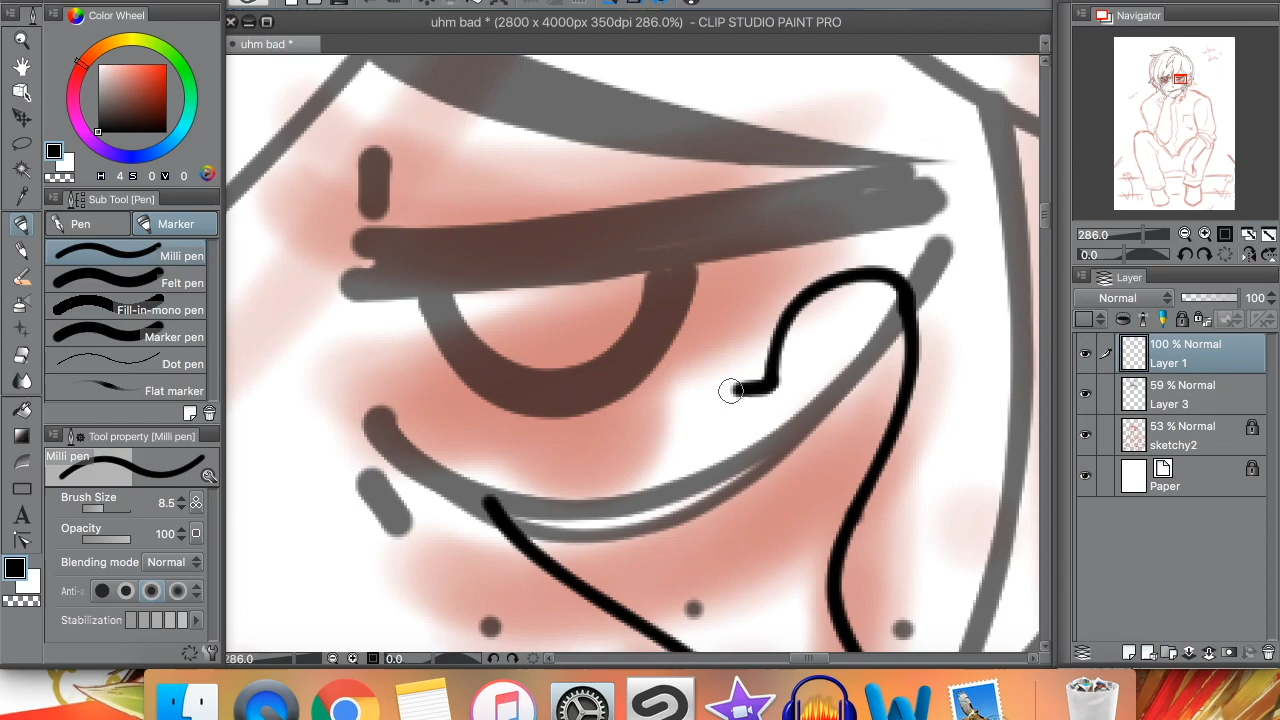 Color Wheel
H 4 S 0 V 0
Sub Tool [Pen]
Pen
Marker
Milli pen
Felt pen
Fill-in-mono pen
Marker pen
Dot pen
Flat marker
Tool property [Milli pen]
Milli pen
Brush Size
8.5
Opacity
100
Blending mode Normal
Anti-a
Stabilization
uhm bad * (2800 x 4000px 350dpi 286.0%) - CLIP STUDIO PAINT PRO
uhm bad *
286.0
0.0
Navigator
286.0
0.0
Layer
Normal
100
100 % Normal
Layer 1
59 % Normal
Layer 3
53 % Normal
sketchy2
Paper